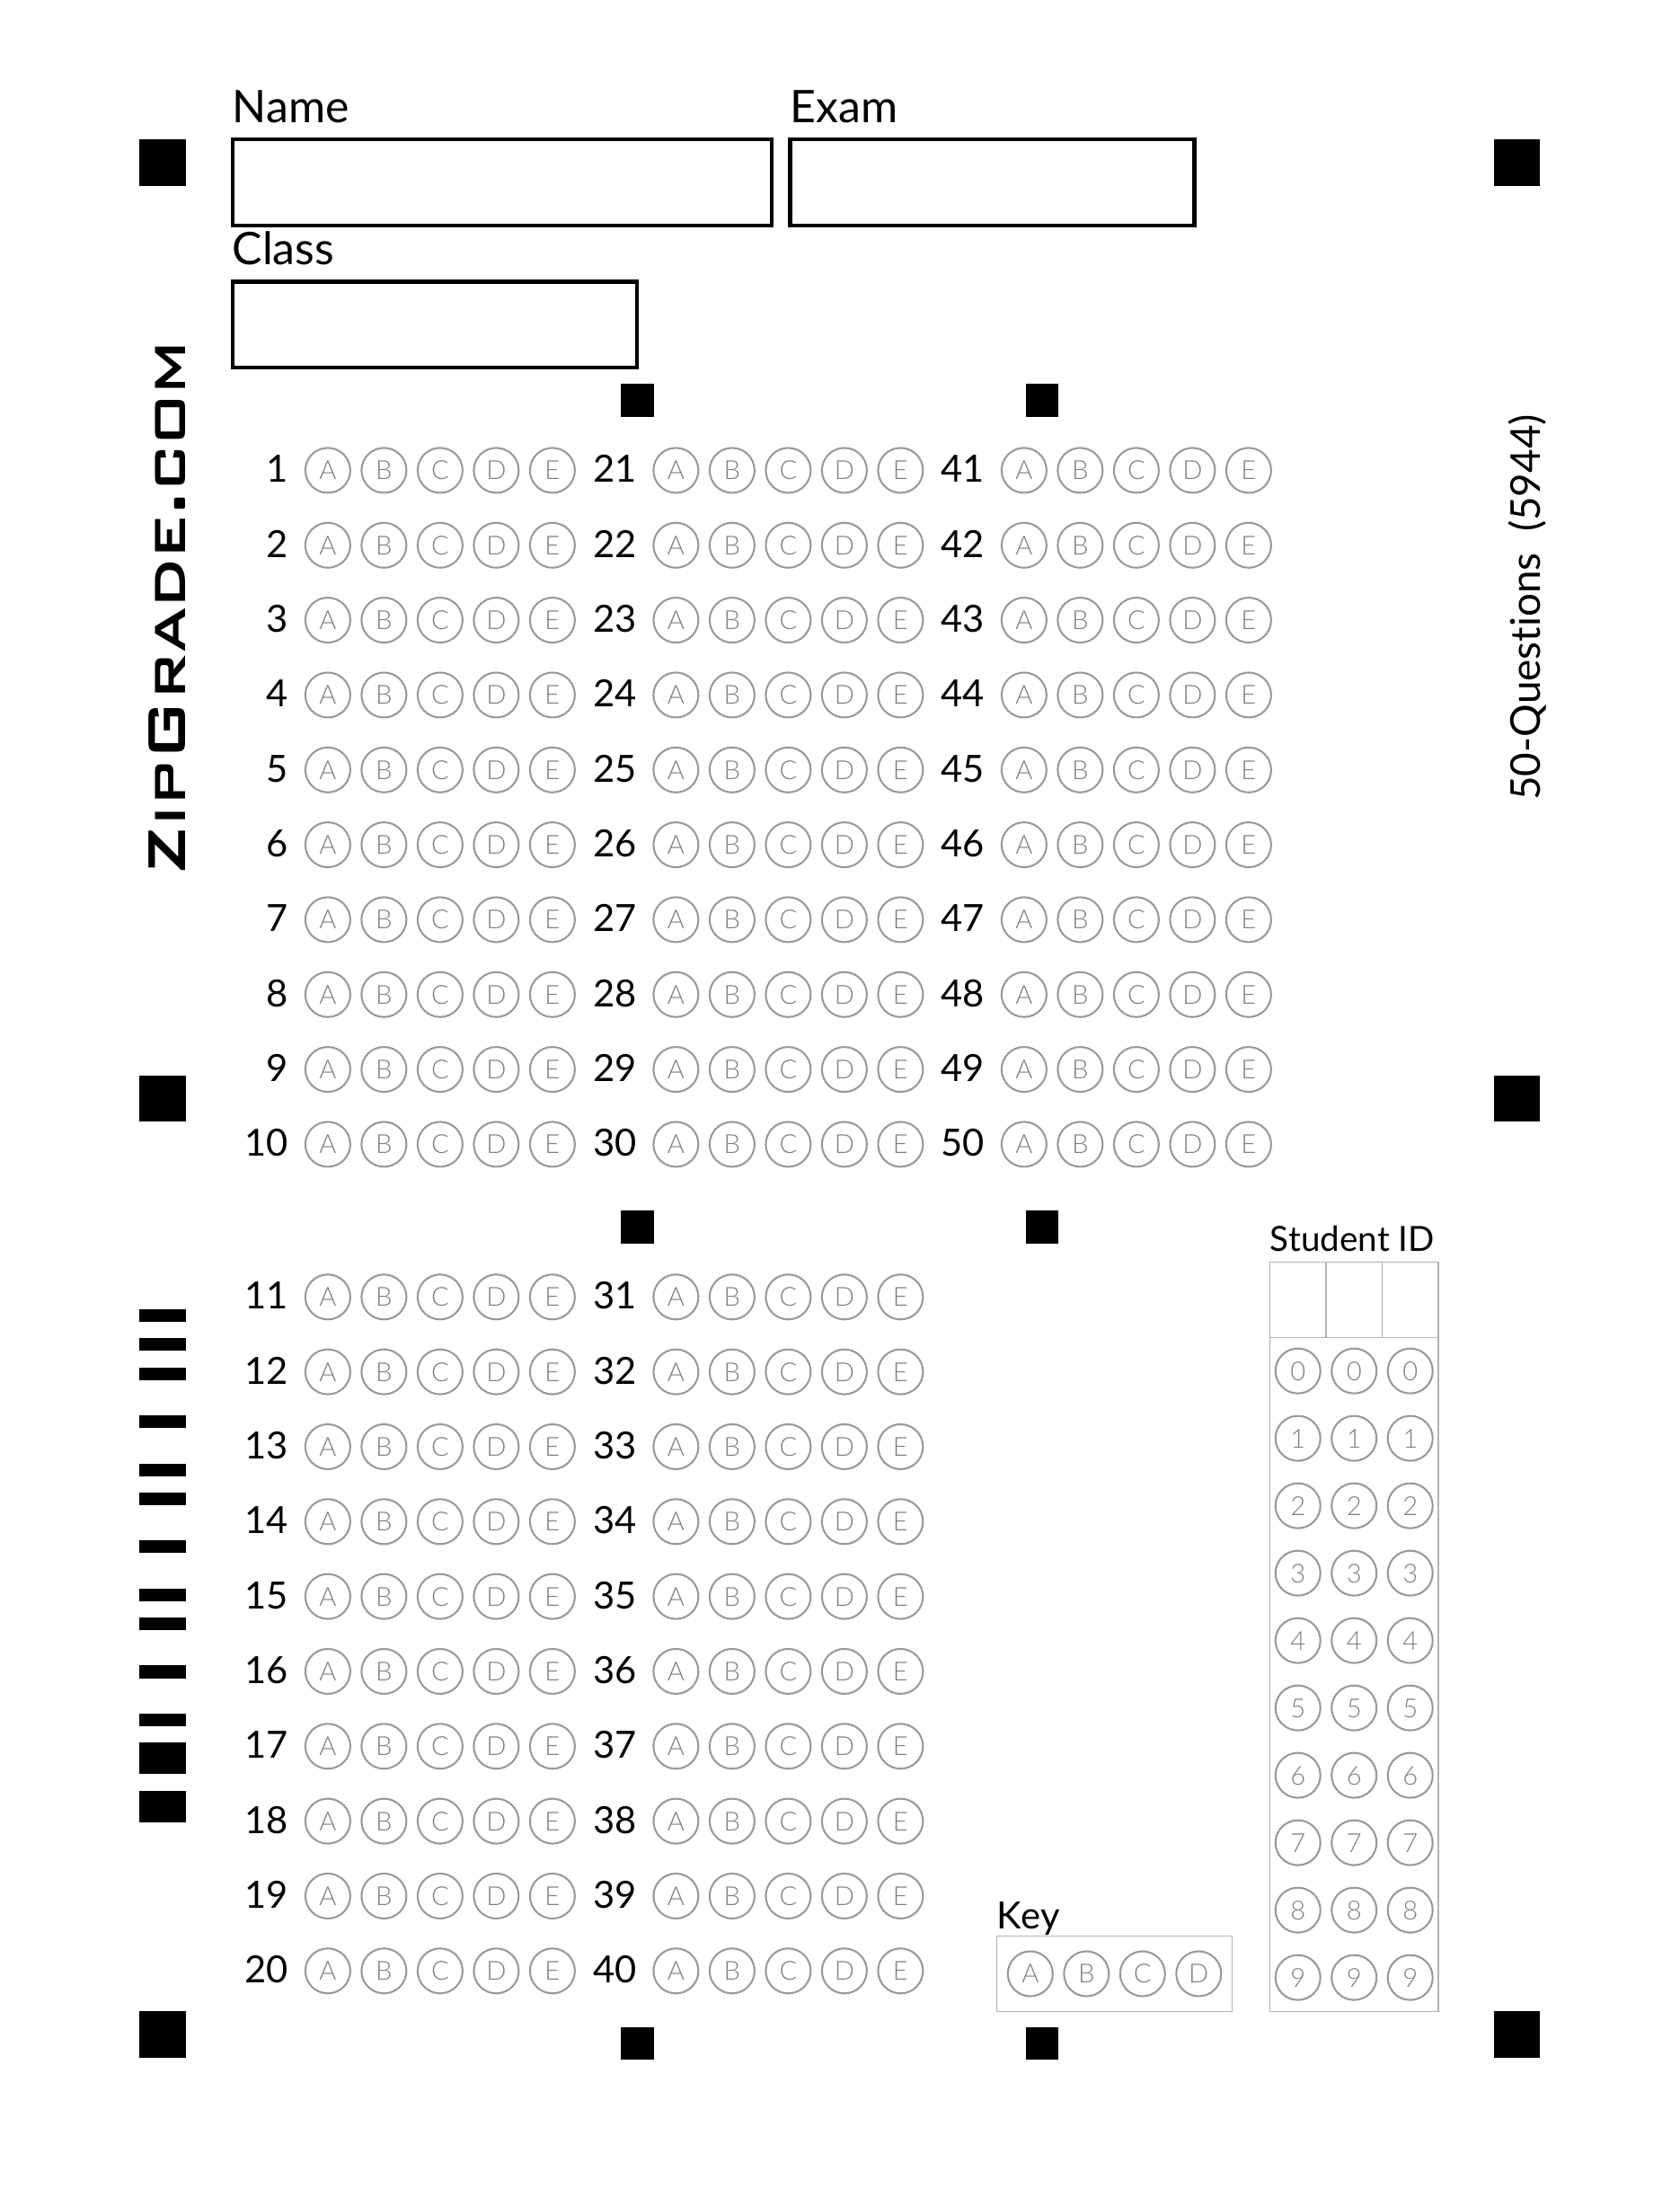 Name Exam
Class
ZIPGRADE.COM
50-Questions (5944)
1 A B C D E 21 A B C D E 41 A B C D E
2 A B C D E 22 A B C D E 42 A B C D E
3 A B C D E 23 A B C D E 43 A B C D E
4 A B C D E 24 A B C D E 44 A B C D E
5 A B C D E 25 A B C D E 45 A B C D E
6 A B C D E 26 A B C D E 46 A B C D E
7 A B C D E 27 A B C D E 47 A B C D E
8 A B C D E 28 A B C D E 48 A B C D E
9 A B C D E 29 A B C D E 49 A B C D E
10 A B C D E 30 A B C D E 50 A B C D E
11 A B C D E 31 A B C D E
12 A B C D E 32 A B C D E
13 A B C D E 33 A B C D E
14 A B C D E 34 A B C D E
15 A B C D E 35 A B C D E
16 A B C D E 36 A B C D E
17 A B C D E 37 A B C D E
18 A B C D E 38 A B C D E
19 A B C D E 39 A B C D E
20 A B C D E 40 A B C D E
Key
A B C D
Student ID
0 0 0
1 1 1
2 2 2
3 3 3
4 4 4
5 5 5
6 6 6
7 7 7
8 8 8
9 9 9